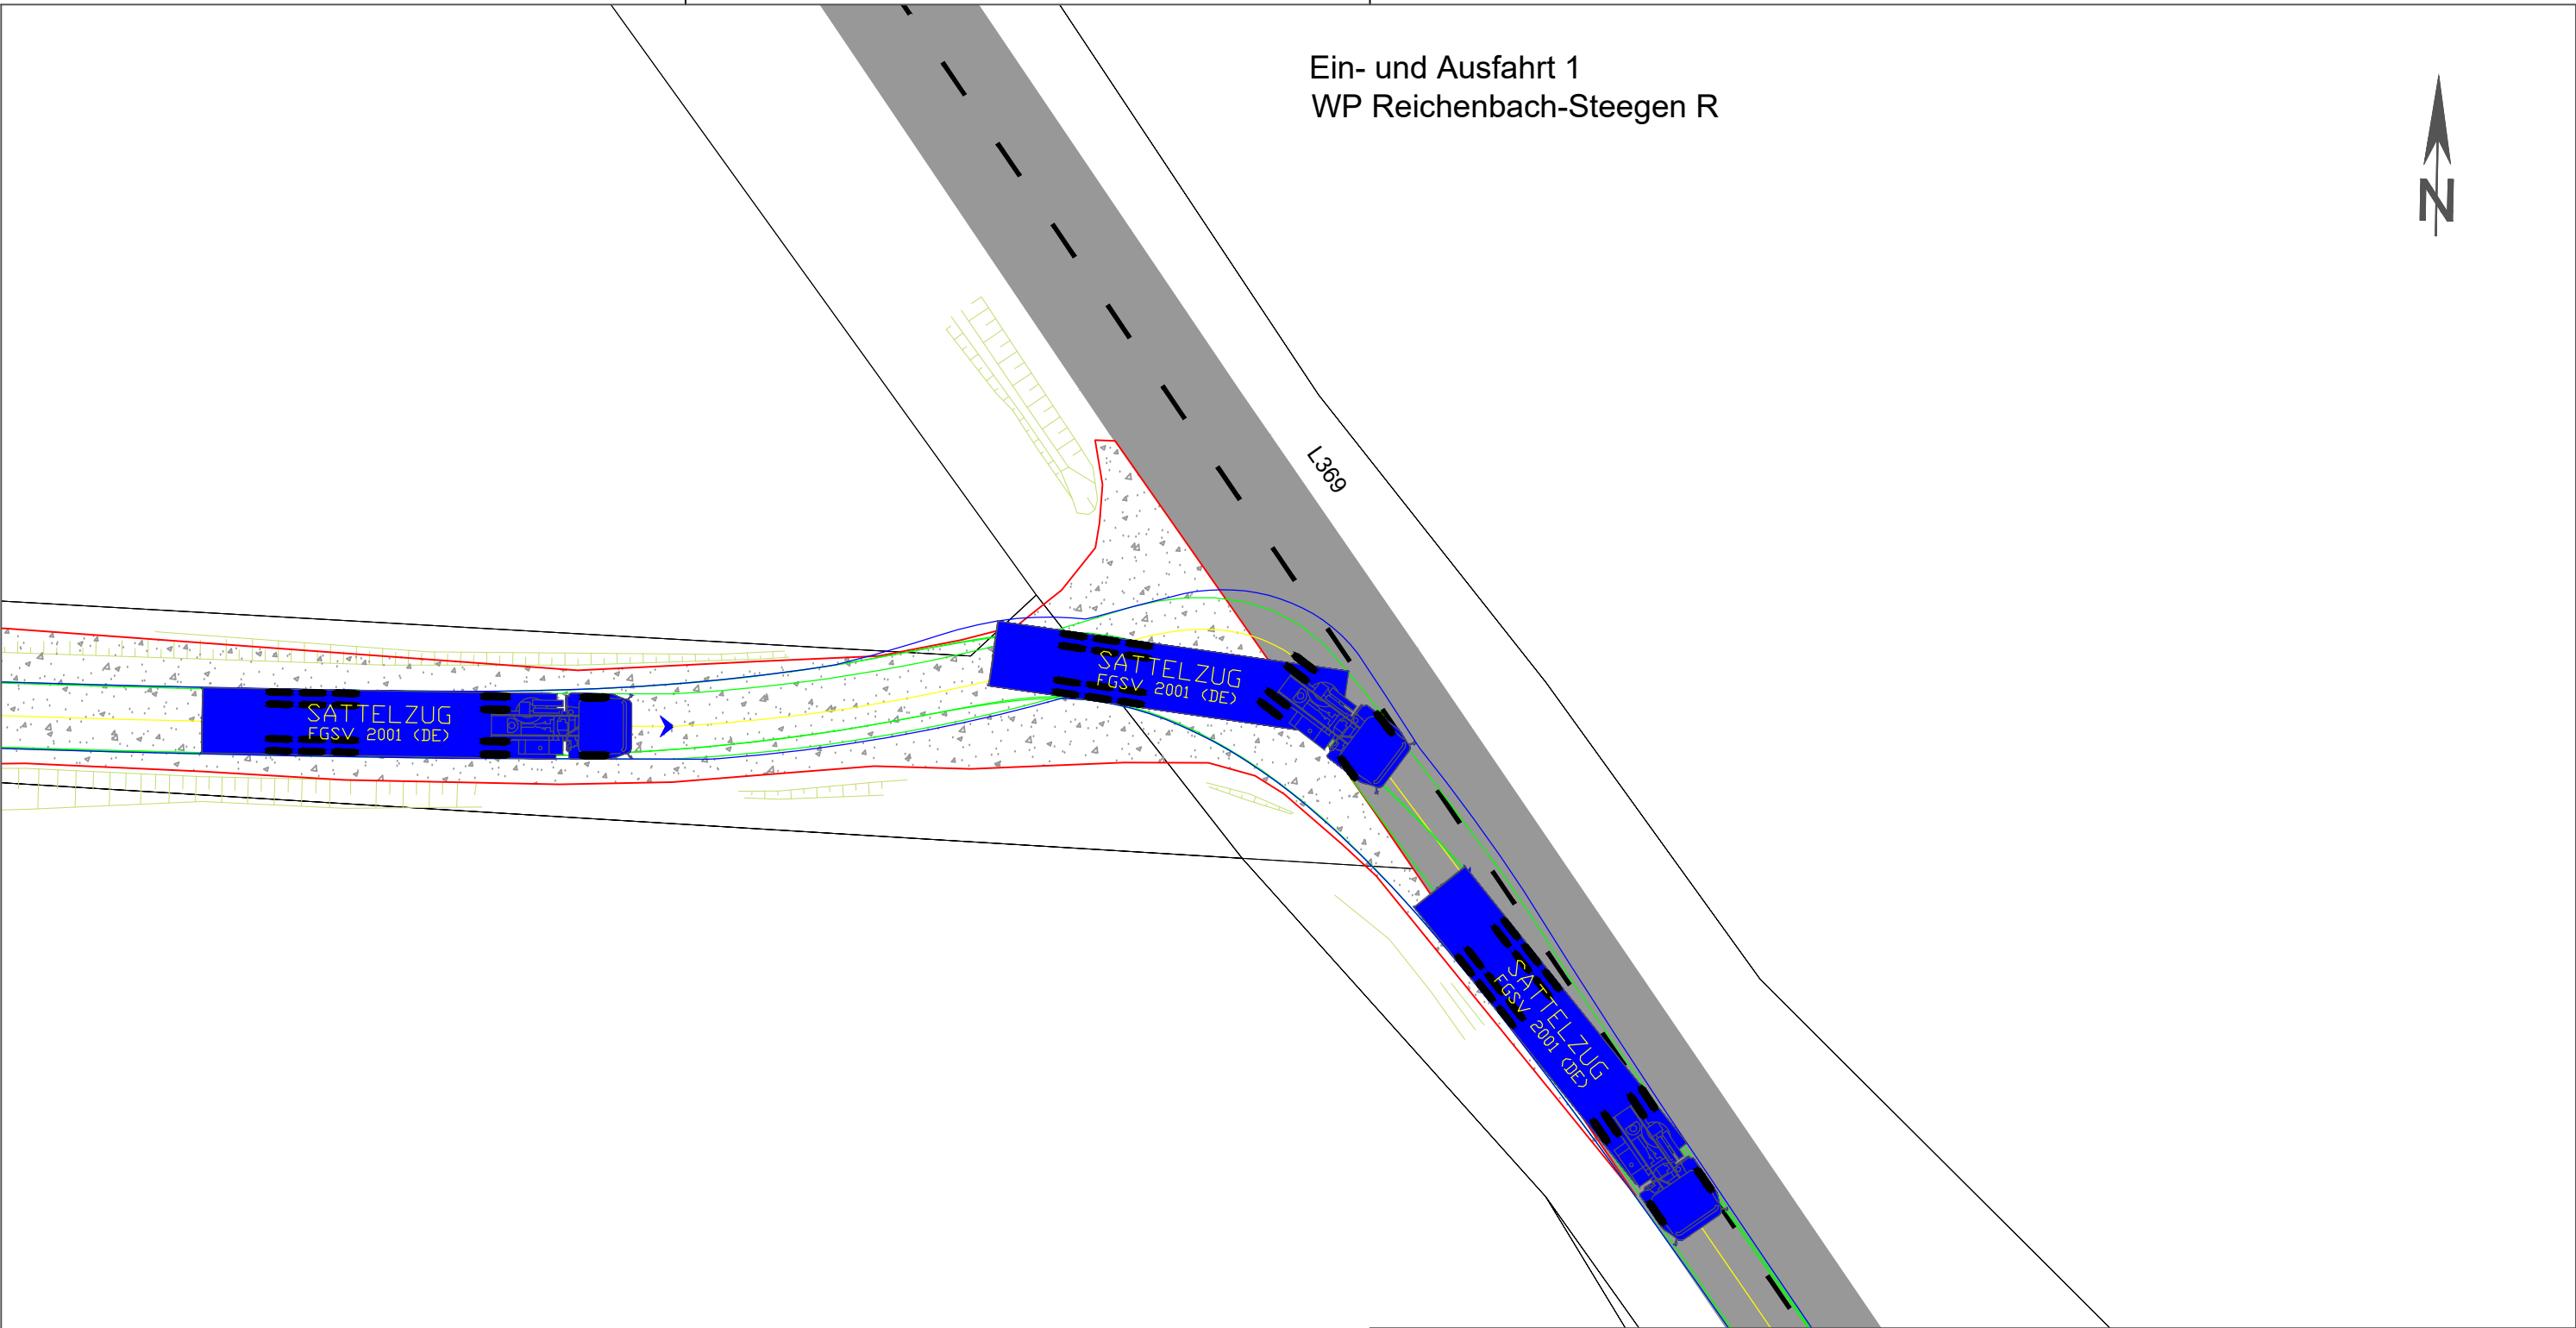 Ein- und Ausfahrt 1
WP Reichenbach-Steegen R
N
L369
SATTELZUG
FGSV 2001 (DE)
SATTELZUG
FGSV 2001 (DE)
SATTELZUG
FGSV 2001 (DE)